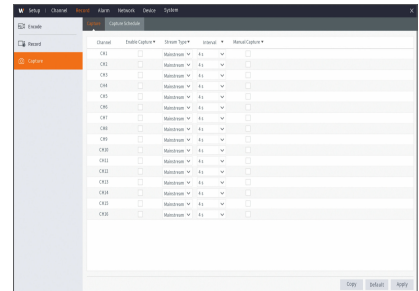 W Setup | Channel Record Alarm Network Device System X
Encode
Record
Capture
Capture Capture Schedule
Channel Enable Capture ▼ Stream Type ▼ Interval ▼ Manual Capture ▼
CH1 Mainstream 4 s
CH2 Mainstream 4 s
CH3 Mainstream 4 s
CH4 Mainstream 4 s
CH5 Mainstream 4 s
CH6 Mainstream 4 s
CH7 Mainstream 4 s
CH8 Mainstream 4 s
CH9 Mainstream 4 s
CH10 Mainstream 4 s
CH11 Mainstream 4 s
CH12 Mainstream 4 s
CH13 Mainstream 4 s
CH14 Mainstream 4 s
CH15 Mainstream 4 s
CH16 Mainstream 4 s
Copy Default Apply